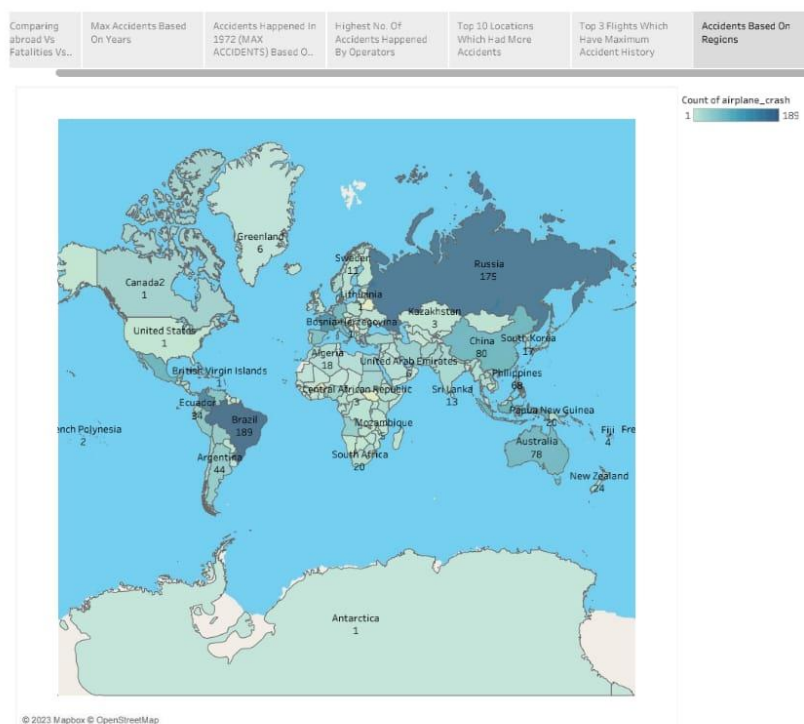 Comparing
abroad Vs
Fatalities Vs...
Max Accidents Based
On Years
Accidents Happened In
1972 (MAX
ACCIDENTS) Based O..
Highest No. Of
Accidents Happened
By Operators
Top 10 Locations
Which Had More
Accidents
Top 3 Flights Which
Have Maximum
Accident History
Accidents Based On
Regions
Count of airplane_crash
1 189
Greenland
6
Russia
175
Sweden
11
Canada2
1
Lithuinia
1
Kazakhstan
3
Bosnia-Herzegovina
1
United States
1
China
80
South Korea
17
Algeria
18
United Arab Emirates
6
British Virgin Islands
1
Philippines
68
Central African Republic
3
Sri Lanka
13
Ecuador
34
Papua New Guinea
20
Brazil
189
Mozambique
5
nch Polynesia
2
Fiji
4
Fre
Australia
78
Argentina
44
South Africa
20
New Zealand
24
Antarctica
1
© 2023 Mapbox © OpenStreetMap